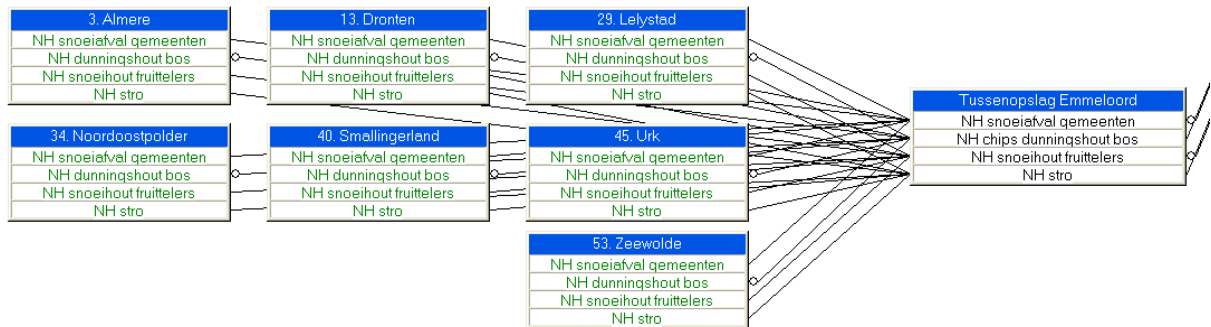 3. Almere
NH snoeiafval gemeenten
NH dunningshout bos
NH snoeihout fruittelers
NH stro
13. Dronten
NH snoeiafval gemeenten
NH dunningshout bos
NH snoeihout fruittelers
NH stro
29. Lelystad
NH snoeiafval gemeenten
NH dunningshout bos
NH snoeihout fruittelers
NH stro
34. Noordoostpolder
NH snoeiafval gemeenten
NH dunningshout bos
NH snoeihout fruittelers
NH stro
40. Smallingerland
NH snoeiafval gemeenten
NH dunningshout bos
NH snoeihout fruittelers
NH stro
45. Urk
NH snoeiafval gemeenten
NH dunningshout bos
NH snoeihout fruittelers
NH stro
53. Zeewolde
NH snoeiafval gemeenten
NH dunningshout bos
NH snoeihout fruittelers
NH stro
Tussenopslag Emmeloord
NH snoeiafval gemeenten
NH chips dunningshout bos
NH snoeihout fruittelers
NH stro